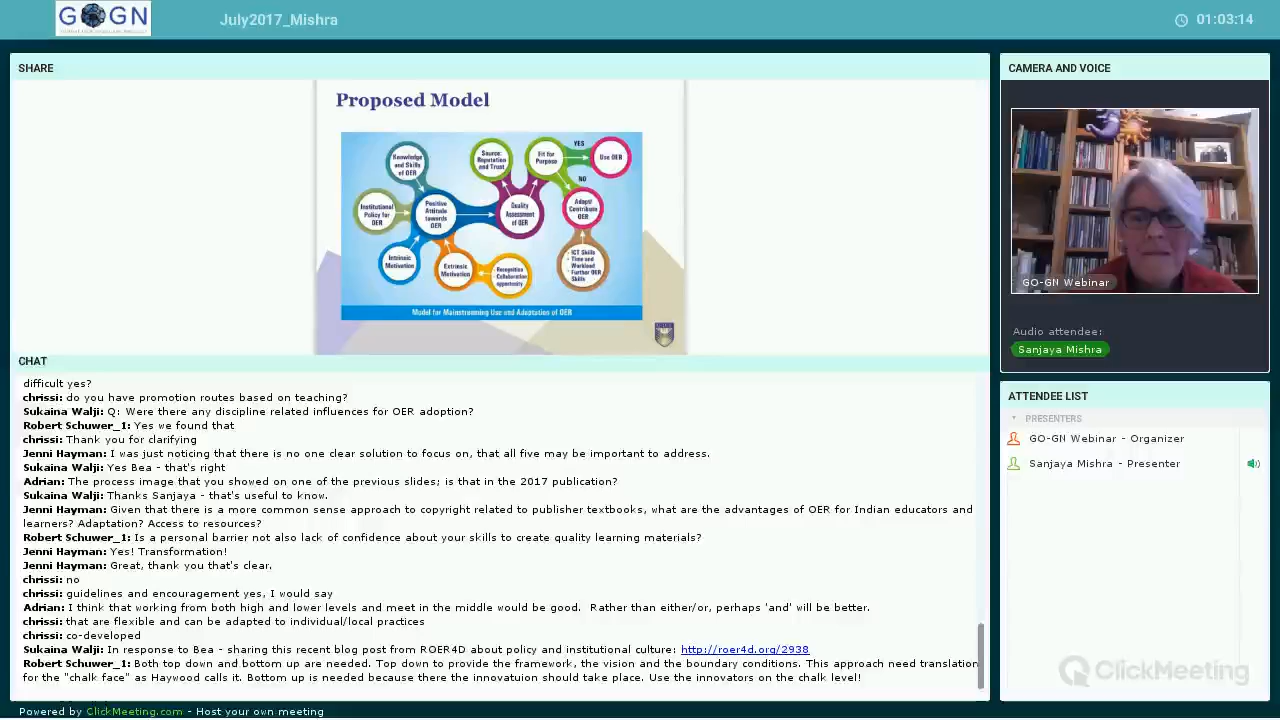 GO GN
July2017_Mishra
01:03:14
SHARE
Proposed Model
Knowledge
and Skills
of OER
Source:
Reputation
and Trust
Fit for
Purpose
YES
Use OER
NO
Institutional
Policy for
OER
Positive
Attitude
towards
OER
Quality
Assessment
of OER
Adapt/
Contribute
OER
Intrinsic
Motivation
Extrinsic
Motivation
Recognition
Collaboration
opportunity
ICT Skills
Time and
Workload
Further OER
Skills
Model for Mainstreaming Use and Adaptation of OER
CAMERA AND VOICE
GO-GN Webinar
Audio attendee:
Sanjaya Mishra
CHAT
difficult yes?
chrissi: do you have promotion routes based on teaching?
Sukaina Walji: Q: Were there any discipline related influences for OER adoption?
Robert Schuwer_1: Yes we found that
chrissi: Thank you for clarifying
Jenni Hayman: I was just noticing that there is no one clear solution to focus on, that all five may be important to address.
Sukaina Walji: Yes Bea - that's right
Adrian: The process image that you showed on one of the previous slides; is that in the 2017 publication?
Sukaina Walji: Thanks Sanjaya - that's useful to know.
Jenni Hayman: Given that there is a more common sense approach to copyright related to publisher textbooks, what are the advantages of OER for Indian educators and
learners? Adaptation? Access to resources?
Robert Schuwer_1: Is a personal barrier not also lack of confidence about your skills to create quality learning materials?
Jenni Hayman: Yes! Transformation!
Jenni Hayman: Great, thank you that's clear.
chrissi: no
chrissi: guidelines and encouragement yes, I would say
Adrian: I think that working from both high and lower levels and meet in the middle would be good. Rather than either/or, perhaps 'and' will be better.
chrissi: that are flexible and can be adapted to individual/local practices
chrissi: co-developed
Sukaina Walji: In response to Bea - sharing this recent blog post from ROER4D about policy and institutional culture: http://roer4d.org/2938
Robert Schuwer_1: Both top down and bottom up are needed. Top down to provide the framework, the vision and the boundary conditions. This approach need translation
for the "chalk face" as Haywood calls it. Bottom up is needed because there the innovatuion should take place. Use the innovators on the chalk level!
ATTENDEE LIST
PRESENTERS
GO-GN Webinar - Organizer
Sanjaya Mishra - Presenter
ClickMeeting
Powered by ClickMeeting.com - Host your own meeting